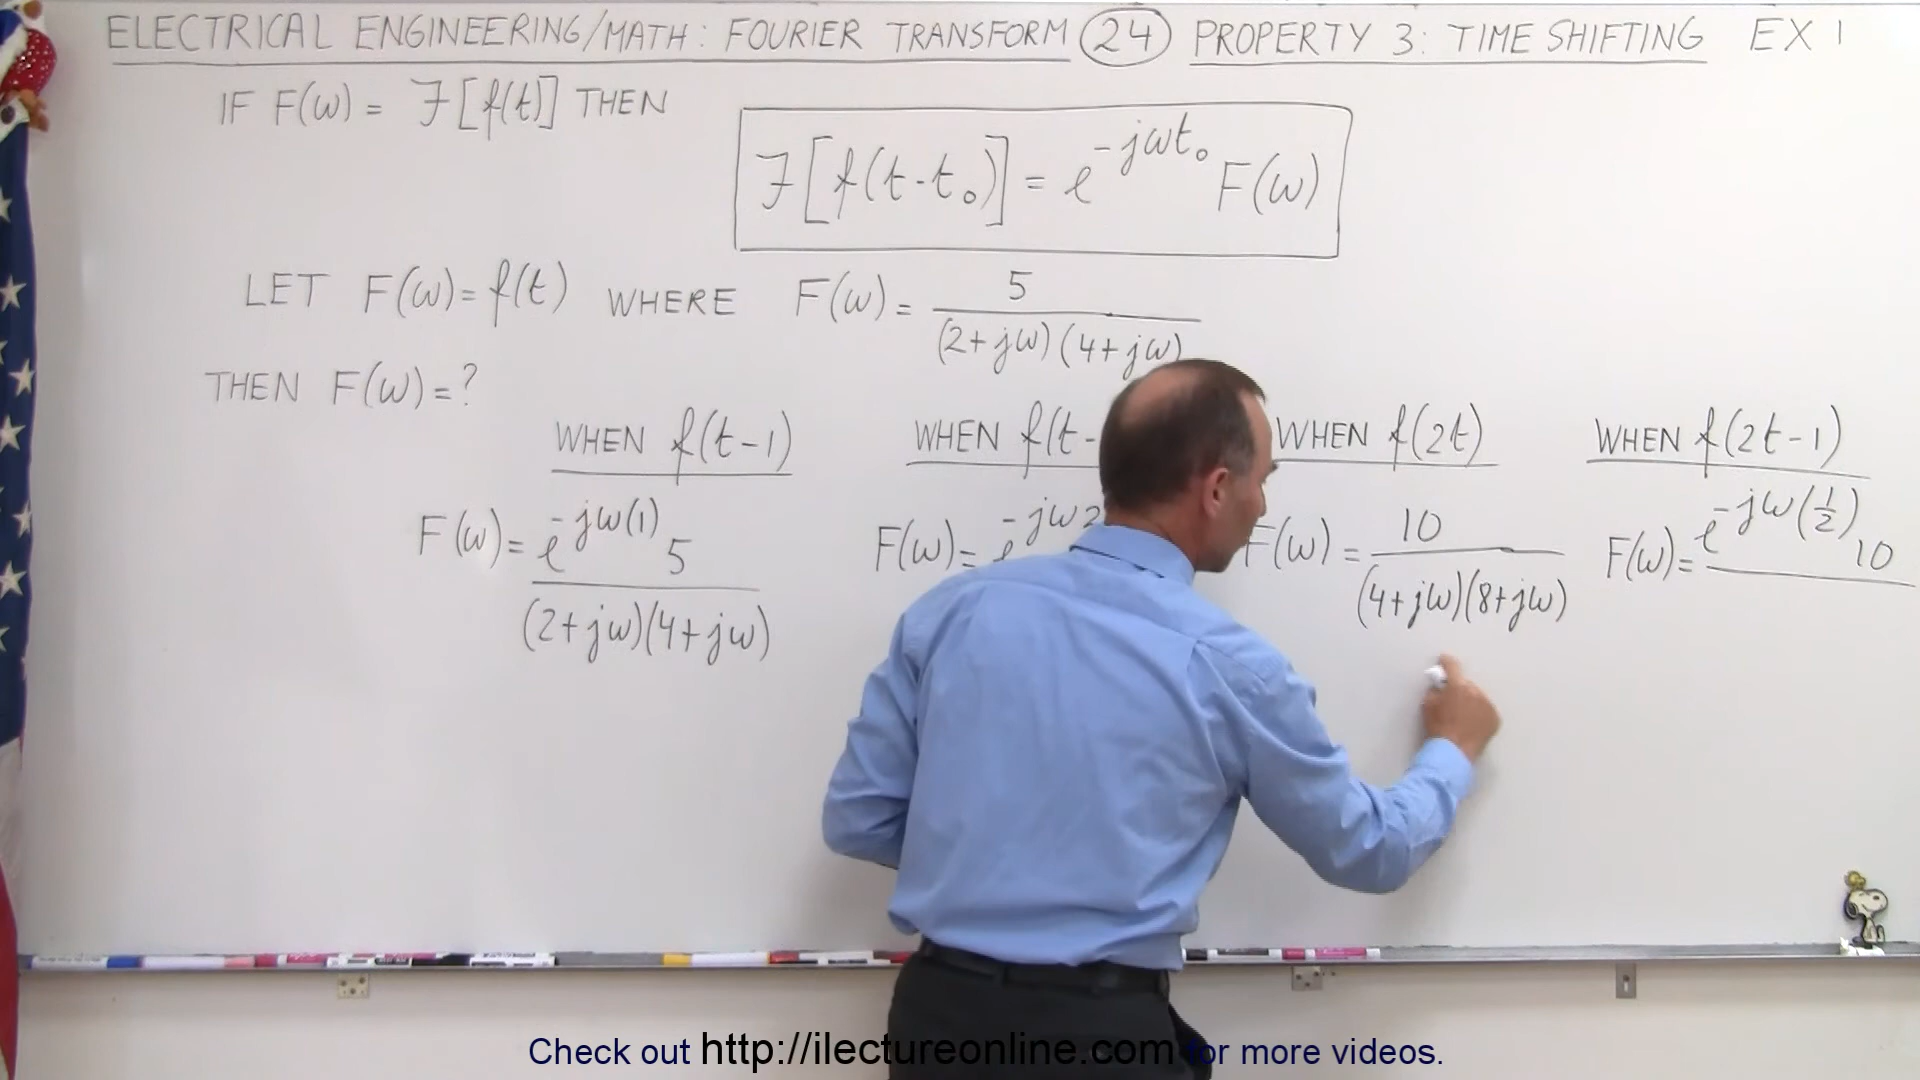 ELECTRICAL ENGINEERING/MATH: FOURIER TRANSFORM 24 PROPERTY 3: TIME SHIFTING EX 1
IF F(ω) = ℱ[f(t)] THEN
ℱ[f(t-t₀)] = e^(-jωt₀) F(ω)
LET F(ω)=f(t) WHERE F(ω) = 5 / (2+jω)(4+jω)
THEN F(ω)=?
WHEN f(t-1)
F(ω) = e^(-jω(1)) 5 / (2+jω)(4+jω)
WHEN f(t-
F(ω) = e^(-jω2
WHEN f(2t)
F(ω) = 10 / (4+jω)(8+jω)
WHEN f(2t-1)
F(ω) = e^(-jω(1/2)) 10
Check out http://ilectureonline.com for more videos.